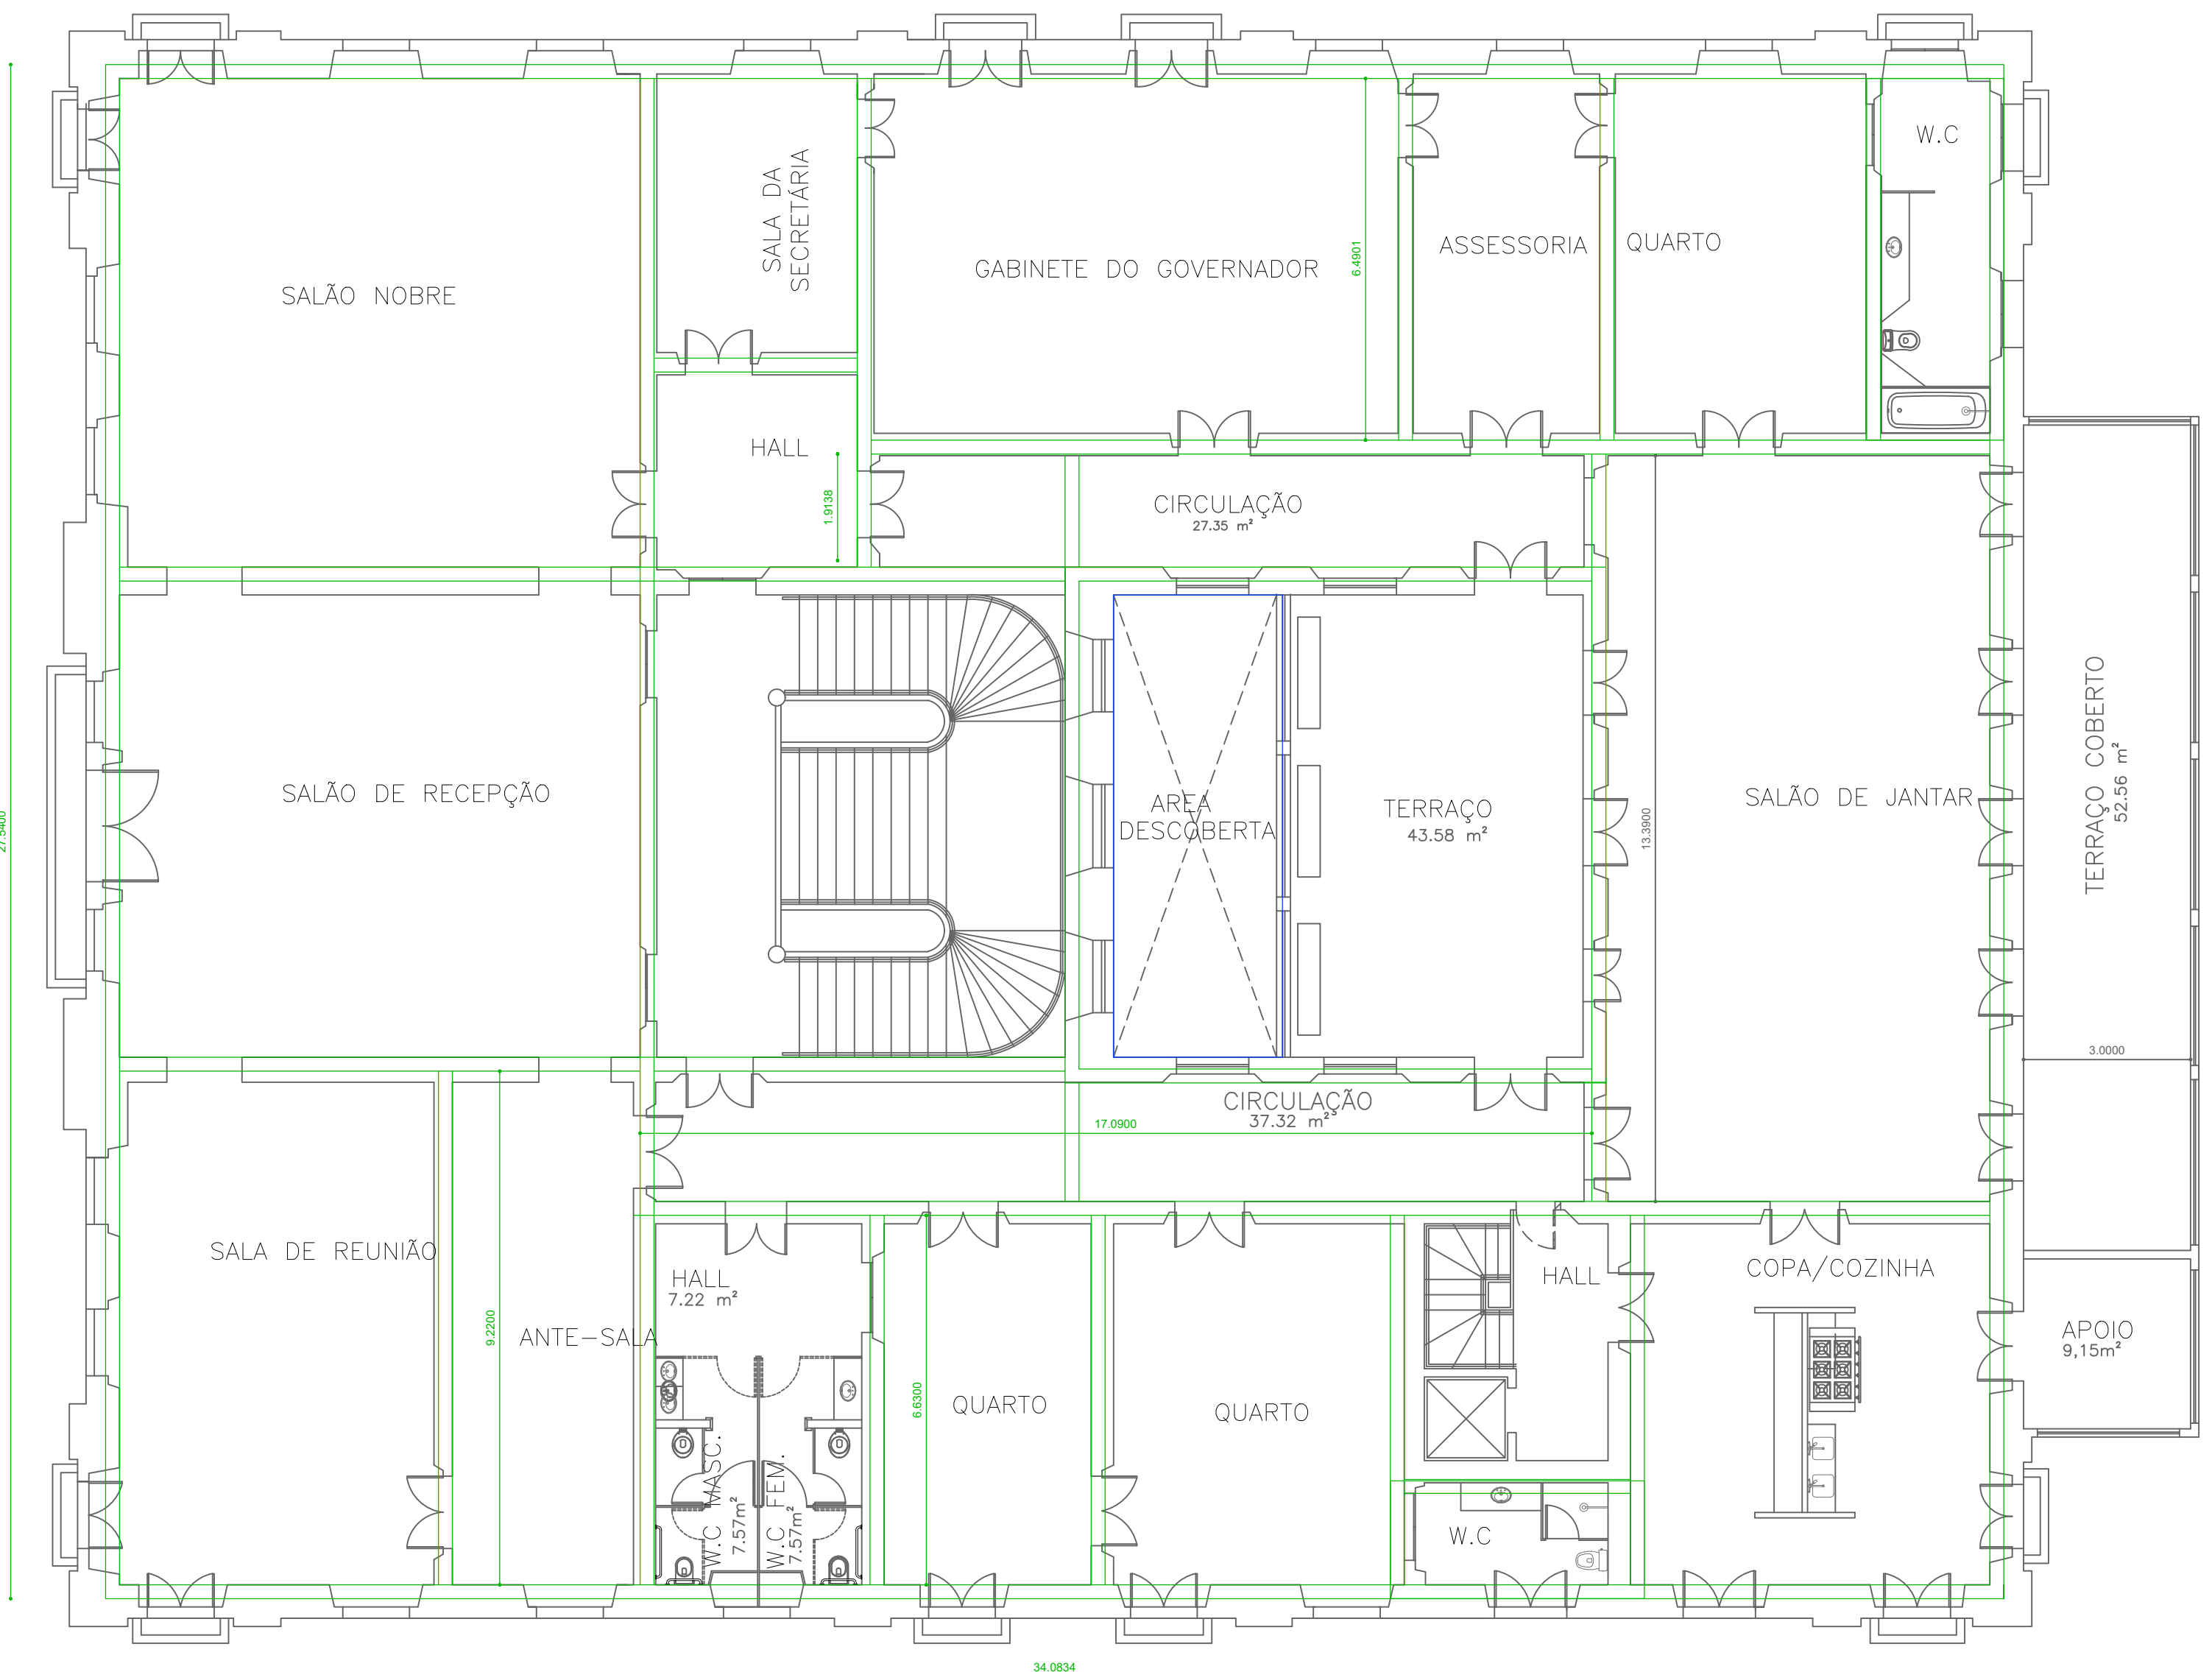 W.C
SALA DA
SECRETÁRIA
ASSESSORIA
QUARTO
6.4901
GABINETE DO GOVERNADOR
SALÃO NOBRE
HALL
1.9138
CIRCULAÇÃO
27.35 m²
TERRAÇO COBERTO
52.56 m²
27.5400
SALÃO DE RECEPÇÃO
AREA
DESCOBERTA
TERRAÇO
43.58 m²
13.3900
SALÃO DE JANTAR
3.0000
CIRCULAÇÃO
37.32 m²
17.0900
SALA DE REUNIÃO
HALL
7.22 m²
HALL
COPA/COZINHA
9.2200
ANTE-SALA
APOIO
9,15m²
6.6300
QUARTO
QUARTO
W.C MASC.
7.57m²
W.C FEM.
7.57m²
W.C
34.0834